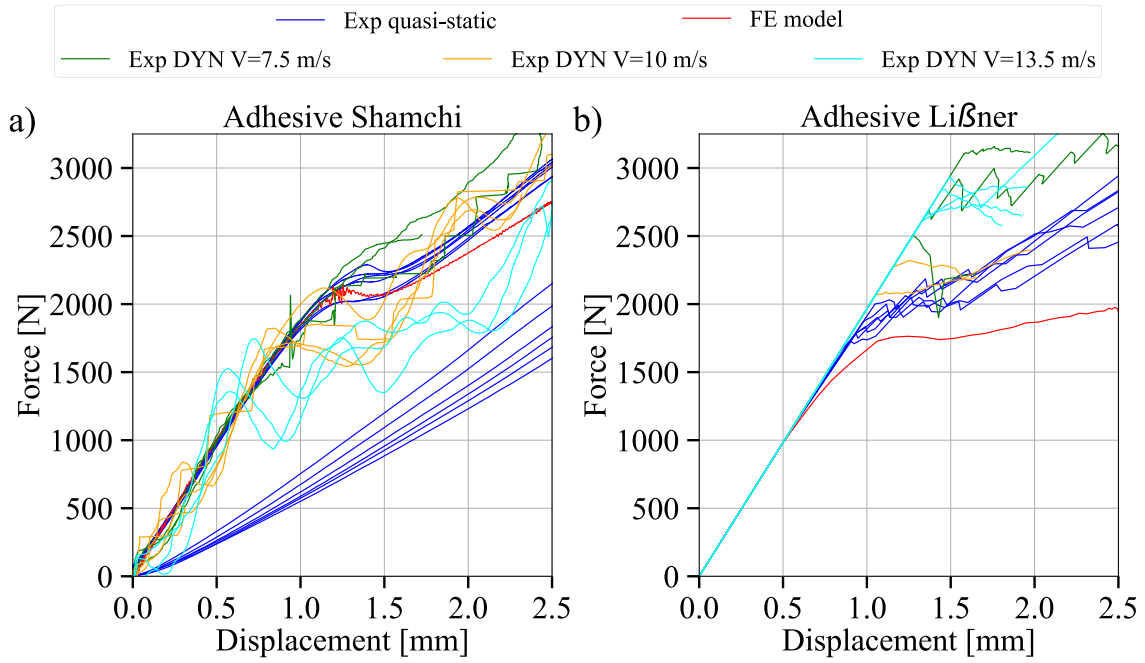 Exp quasi-static FE model
Exp DYN V=7.5 m/s Exp DYN V=10 m/s Exp DYN V=13.5 m/s
a) Adhesive Shamchi b) Adhesive Lißner
3000 3000
2500 2500
2000 2000
Force [N] Force [N]
1500 1500
1000 1000
500 500
0 0
0.0 0.5 1.0 1.5 2.0 2.5 0.0 0.5 1.0 1.5 2.0 2.5
Displacement [mm] Displacement [mm]